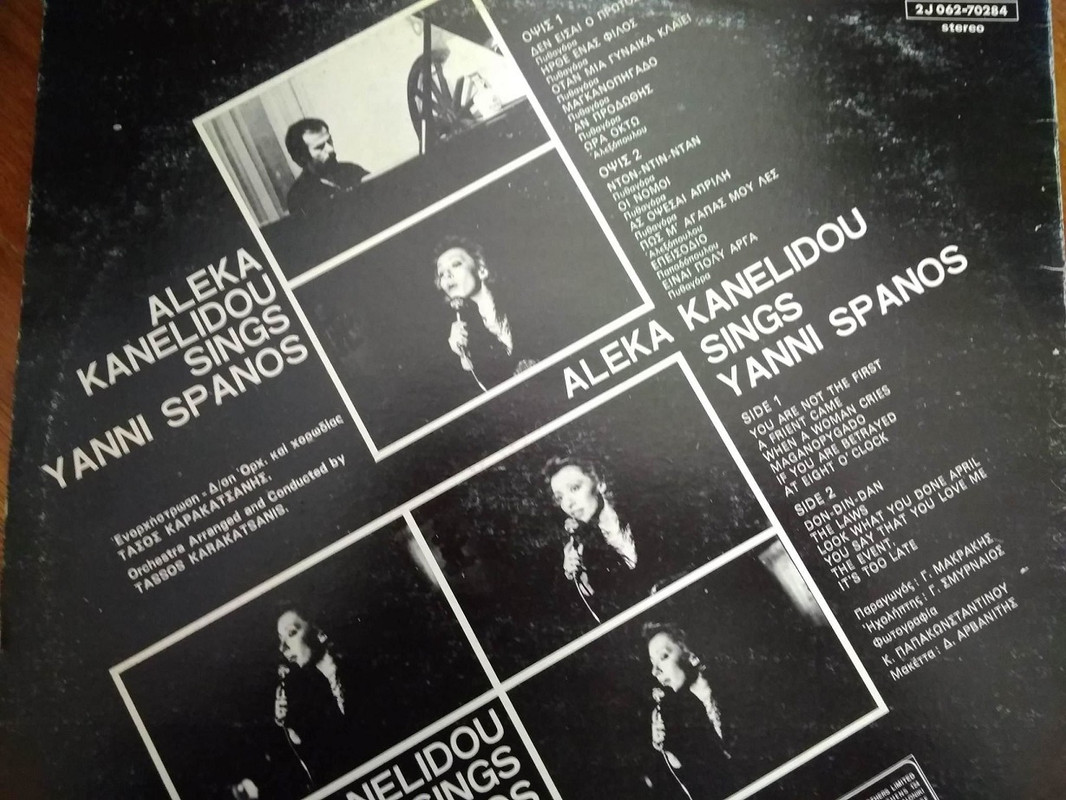 2J 062-70284
stereo
ΟΨΙΣ 1
ΔΕΝ ΕΙΣΑΙ Ο ΠΡΩΤΟΣ
Πυθαγόρα
ΗΡΘΕ ΕΝΑΣ ΦΙΛΟΣ
Πυθαγόρα
ΟΤΑΝ ΜΙΑ ΓΥΝΑΙΚΑ ΚΛΑΙΕΙ
Πυθαγόρα
ΜΑΓΚΑΝΟΠΗΓΑΔΟ
Πυθαγόρα
ΑΝ ΠΡΟΔΩΘΗΣ
Πυθαγόρα
ΩΡΑ ΟΚΤΩ
Ἀλεξόπουλου
ΟΨΙΣ 2
ΝΤΟΝ-ΝΤΙΝ-ΝΤΑΝ
Πυθαγόρα
ΟΙ ΝΟΜΟΙ
Πυθαγόρα
ΑΣ ΟΨΕΣΑΙ ΑΠΡΙΛΗ
Πυθαγόρα
ΠΩΣ Μ' ΑΓΑΠΑΣ ΜΟΥ ΛΕΣ
Ἀλεξόπουλου
ΕΠΕΙΣΟΔΙΟ
Παπαδόπουλου
ΕΙΝΑΙ ΠΟΛΥ ΑΡΓΑ
Πυθαγόρα
ALEKA
KANELIDOU
SINGS
YANNI SPANOS
Ἐνορχήστρωση - Δ/ση Ὀρχ. καί χορωδίας
ΤΑΣΟΣ ΚΑΡΑΚΑΤΣΑΝΗΣ.
Orchestra Arranged and Conducted by
TASSOS KARAKATSANIS.
ALEKA KANELIDOU
SINGS
YANNI SPANOS
SIDE 1
YOU ARE NOT THE FIRST
A FRIENT CAME
WHEN A WOMAN CRIES
MAGANOPYGADO
IF YOU ARE BETRAYED
AT EIGHT O' CLOCK
SIDE 2
DON-DIN-DAN
THE LAWS
LOOK WHAT YOU DONE APRIL
YOU SAY THAT YOU LOVE ME
THE EVENT
IT'S TOO LATE
Παραγωγός: Γ. ΜΑΚΡΑΚΗΣ
Ἠχολήπτης: Γ. ΣΜΥΡΝΑΙΟΣ
Φωτογραφία
Κ. ΠΑΠΑΚΩΝΣΤΑΝΤΙΝΟΥ
Μακέττα: Δ. ΑΡΒΑΝΙΤΗΣ
NELIDOU
SINGS
NOS
LIMITED